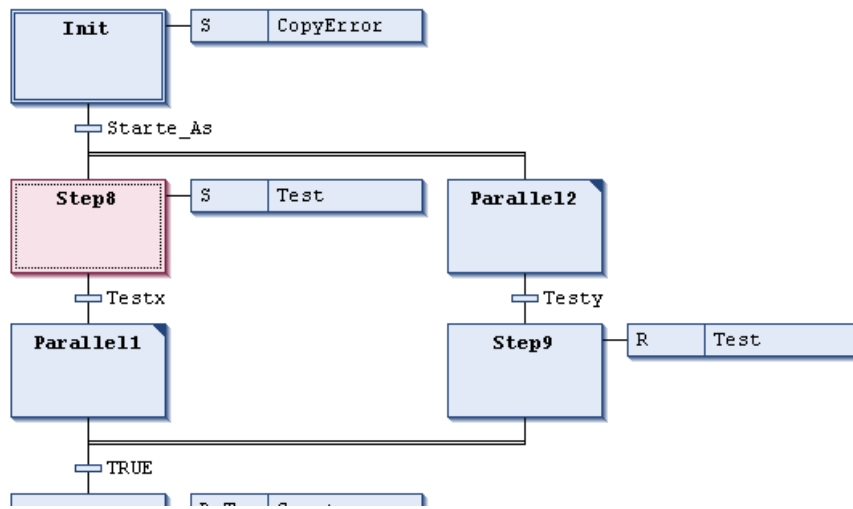 Init
S CopyError
Starte_As
Step8
S Test
Parallel2
Testx
Testy
Parallel1
Step9
R Test
TRUE